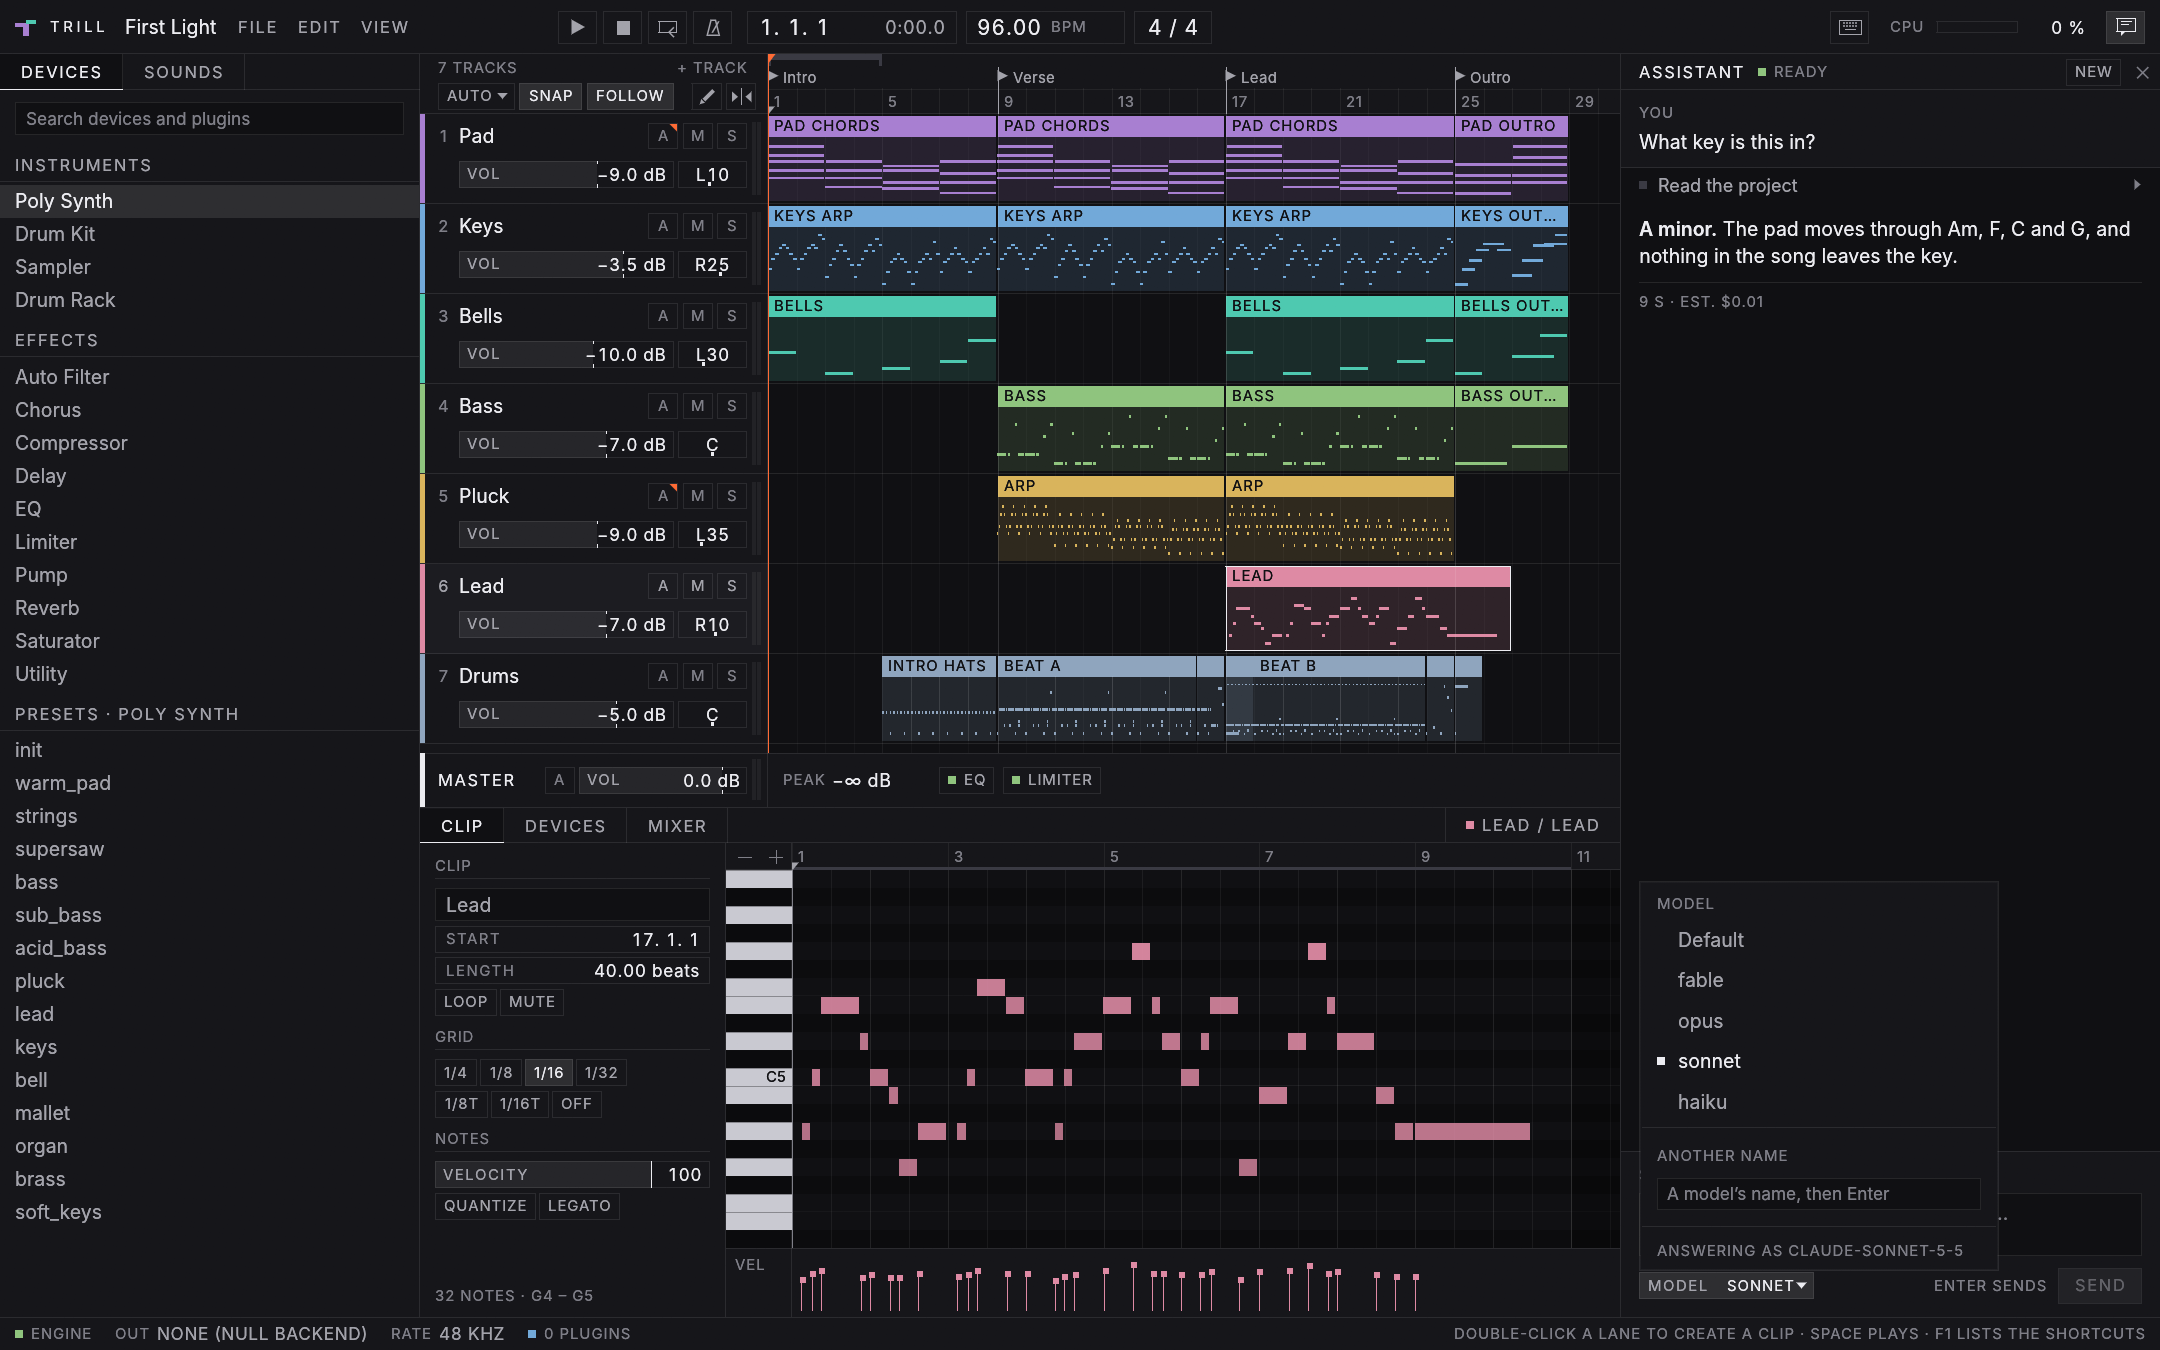 TRILL First Light FILE EDIT VIEW
1. 1. 1 0:00.0 96.00 BPM 4 / 4
CPU 0 %
DEVICES SOUNDS
Search devices and plugins
INSTRUMENTS
Poly Synth
Drum Kit
Sampler
Drum Rack
EFFECTS
Auto Filter
Chorus
Compressor
Delay
EQ
Limiter
Pump
Reverb
Saturator
Utility
PRESETS · POLY SYNTH
init
warm_pad
strings
supersaw
bass
sub_bass
acid_bass
pluck
lead
keys
bell
mallet
organ
brass
soft_keys
7 TRACKS + TRACK
AUTO SNAP FOLLOW
Intro Verse Lead Outro
1 5 9 13 17 21 25 29
1 Pad A M S
VOL −9.0 dB L10
PAD CHORDS PAD CHORDS PAD CHORDS PAD OUTRO
2 Keys A M S
VOL −3.5 dB R25
KEYS ARP KEYS ARP KEYS ARP KEYS OUT...
3 Bells A M S
VOL −10.0 dB L30
BELLS BELLS BELLS OUT...
4 Bass A M S
VOL −7.0 dB C
BASS BASS BASS OUT...
5 Pluck A M S
VOL −9.0 dB L35
ARP ARP
6 Lead A M S
VOL −7.0 dB R10
LEAD
7 Drums A M S
VOL −5.0 dB C
INTRO HATS BEAT A BEAT B
MASTER A VOL 0.0 dB PEAK −∞ dB EQ LIMITER
CLIP DEVICES MIXER LEAD / LEAD
CLIP
Lead
START 17. 1. 1
LENGTH 40.00 beats
LOOP MUTE
GRID
1/4 1/8 1/16 1/32
1/8T 1/16T OFF
NOTES
VELOCITY 100
QUANTIZE LEGATO
32 NOTES · G4 – G5
1 3 5 7 9 11
C5
VEL
ASSISTANT READY NEW
YOU
What key is this in?
Read the project
A minor. The pad moves through Am, F, C and G, and
nothing in the song leaves the key.
9 S · EST. $0.01
MODEL
Default
fable
opus
sonnet
haiku
ANOTHER NAME
A model’s name, then Enter
ANSWERING AS CLAUDE-SONNET-5-5
MODEL SONNET ENTER SENDS SEND
ENGINE OUT NONE (NULL BACKEND) RATE 48 KHZ 0 PLUGINS
DOUBLE-CLICK A LANE TO CREATE A CLIP · SPACE PLAYS · F1 LISTS THE SHORTCUTS